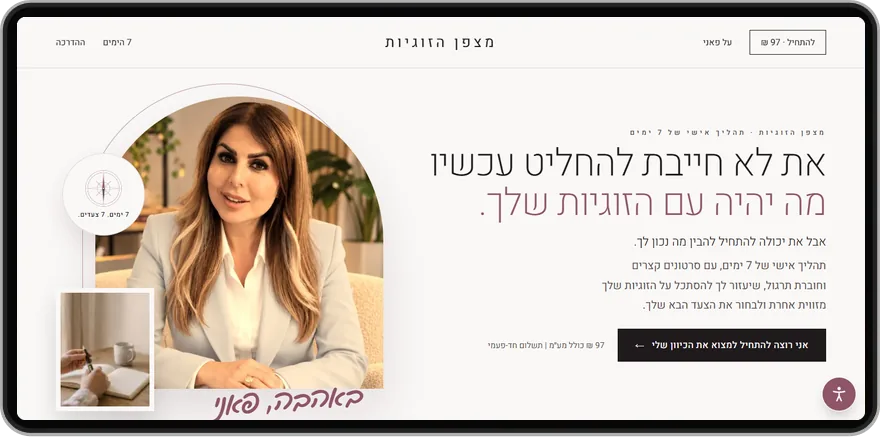 להתחיל · 97 ₪
על פאני
מצפן הזוגיות
7 הימים
ההדרכה
מצפן הזוגיות · תהליך אישי של 7 ימים
את לא חייבת להחליט עכשיו
מה יהיה עם הזוגיות שלך.
אבל את יכולה להתחיל להבין מה נכון לך.
תהליך אישי של 7 ימים, עם סרטונים קצרים
וחוברת תרגול, שיעזור לך להסתכל על הזוגיות שלך
מזווית אחרת ולבחור את הצעד הבא שלך.
אני רוצה להתחיל למצוא את הכיוון שלי ←
97 ₪ כולל מע״מ | תשלום חד-פעמי
7 ימים. 7 צעדים.
באהבה, פאני